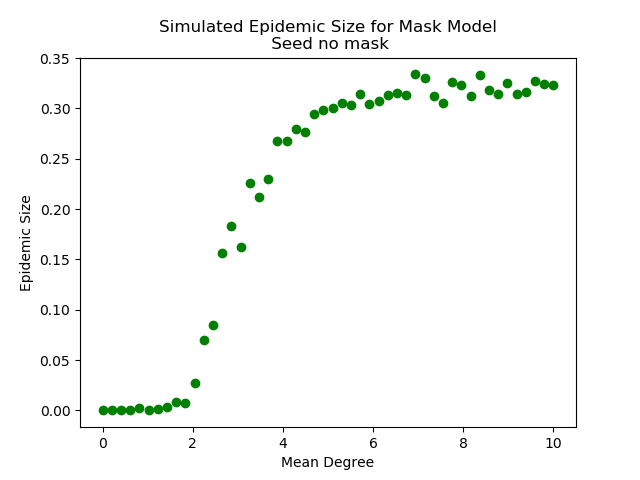 Simulated Epidemic Size for Mask Model
Seed no mask
0.35
0.30
0.25
0.20
0.15
0.10
0.05
0.00
Epidemic Size
0 2 4 6 8 10
Mean Degree